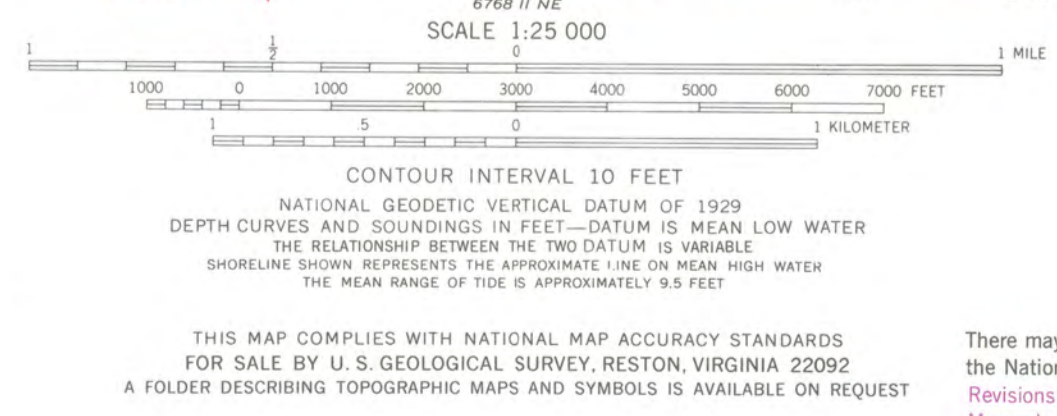 6768 II NE
SCALE 1:25 000
1 ½ 0 1 MILE
1000 0 1000 2000 3000 4000 5000 6000 7000 FEET
1 .5 0 1 KILOMETER
CONTOUR INTERVAL 10 FEET
NATIONAL GEODETIC VERTICAL DATUM OF 1929
DEPTH CURVES AND SOUNDINGS IN FEET—DATUM IS MEAN LOW WATER
THE RELATIONSHIP BETWEEN THE TWO DATUM IS VARIABLE
SHORELINE SHOWN REPRESENTS THE APPROXIMATE LINE ON MEAN HIGH WATER
THE MEAN RANGE OF TIDE IS APPROXIMATELY 9.5 FEET
THIS MAP COMPLIES WITH NATIONAL MAP ACCURACY STANDARDS
FOR SALE BY U. S. GEOLOGICAL SURVEY, RESTON, VIRGINIA 22092
A FOLDER DESCRIBING TOPOGRAPHIC MAPS AND SYMBOLS IS AVAILABLE ON REQUEST
There may
the Nation
Revisions